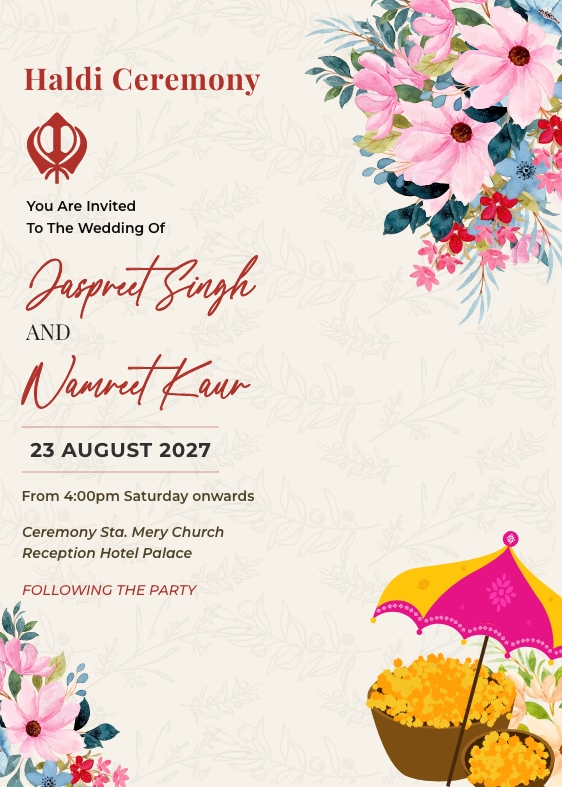 Haldi Ceremony
You Are Invited
To The Wedding Of
Jaspreet Singh
AND
Namreet Kaur
23 AUGUST 2027
From 4:00pm Saturday onwards
Ceremony Sta. Mery Church
Reception Hotel Palace
FOLLOWING THE PARTY